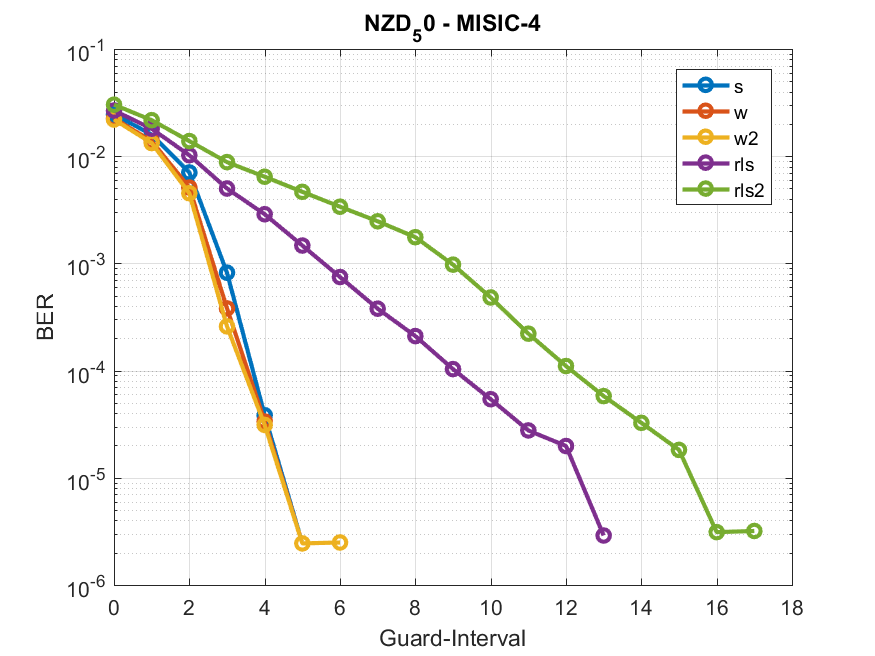 NZD₅0 - MISIC-4
10⁻¹
10⁻²
10⁻³
10⁻⁴
10⁻⁵
10⁻⁶
BER
s
w
w2
rls
rls2
0 2 4 6 8 10 12 14 16 18
Guard-Interval